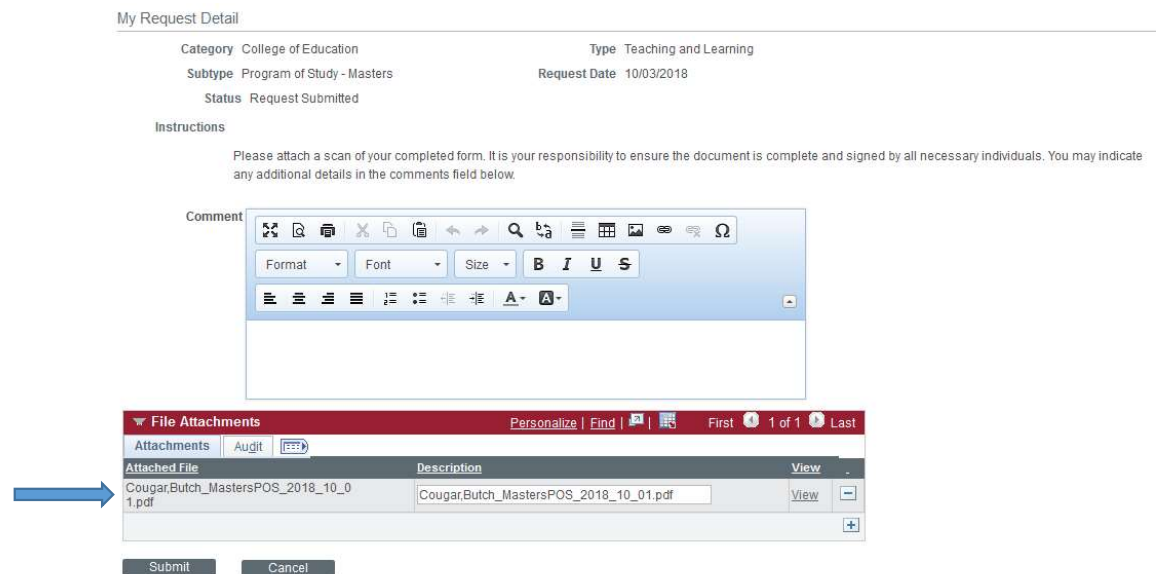 My Request Detail
Category College of Education Type Teaching and Learning
Subtype Program of Study - Masters Request Date 10/03/2018
Status Request Submitted
Instructions
Please attach a scan of your completed form. It is your responsibility to ensure the document is complete and signed by all necessary individuals. You may indicate
any additional details in the comments field below.
Comment
Format Font Size B I U S
A A
File Attachments Personalize | Find | First 1 of 1 Last
Attachments Audit
Attached File Description View
Cougar,Butch_MastersPOS_2018_10_0
1.pdf
Cougar,Butch_MastersPOS_2018_10_01.pdf View
Submit Cancel